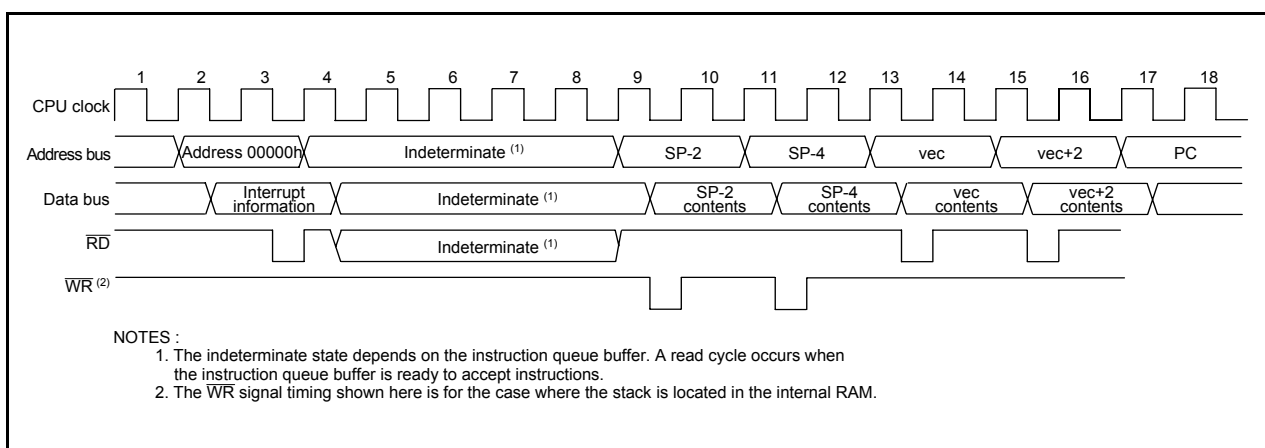 1 2 3 4 5 6 7 8 9 10 11 12 13 14 15 16 17 18
CPU clock
Address bus Address 00000h Indeterminate (1) SP-2 SP-4 vec vec+2 PC
Data bus Interrupt information Indeterminate (1) SP-2 contents SP-4 contents vec contents vec+2 contents
RD Indeterminate (1)
WR (2)
NOTES :
1. The indeterminate state depends on the instruction queue buffer. A read cycle occurs when
the instruction queue buffer is ready to accept instructions.
2. The WR signal timing shown here is for the case where the stack is located in the internal RAM.